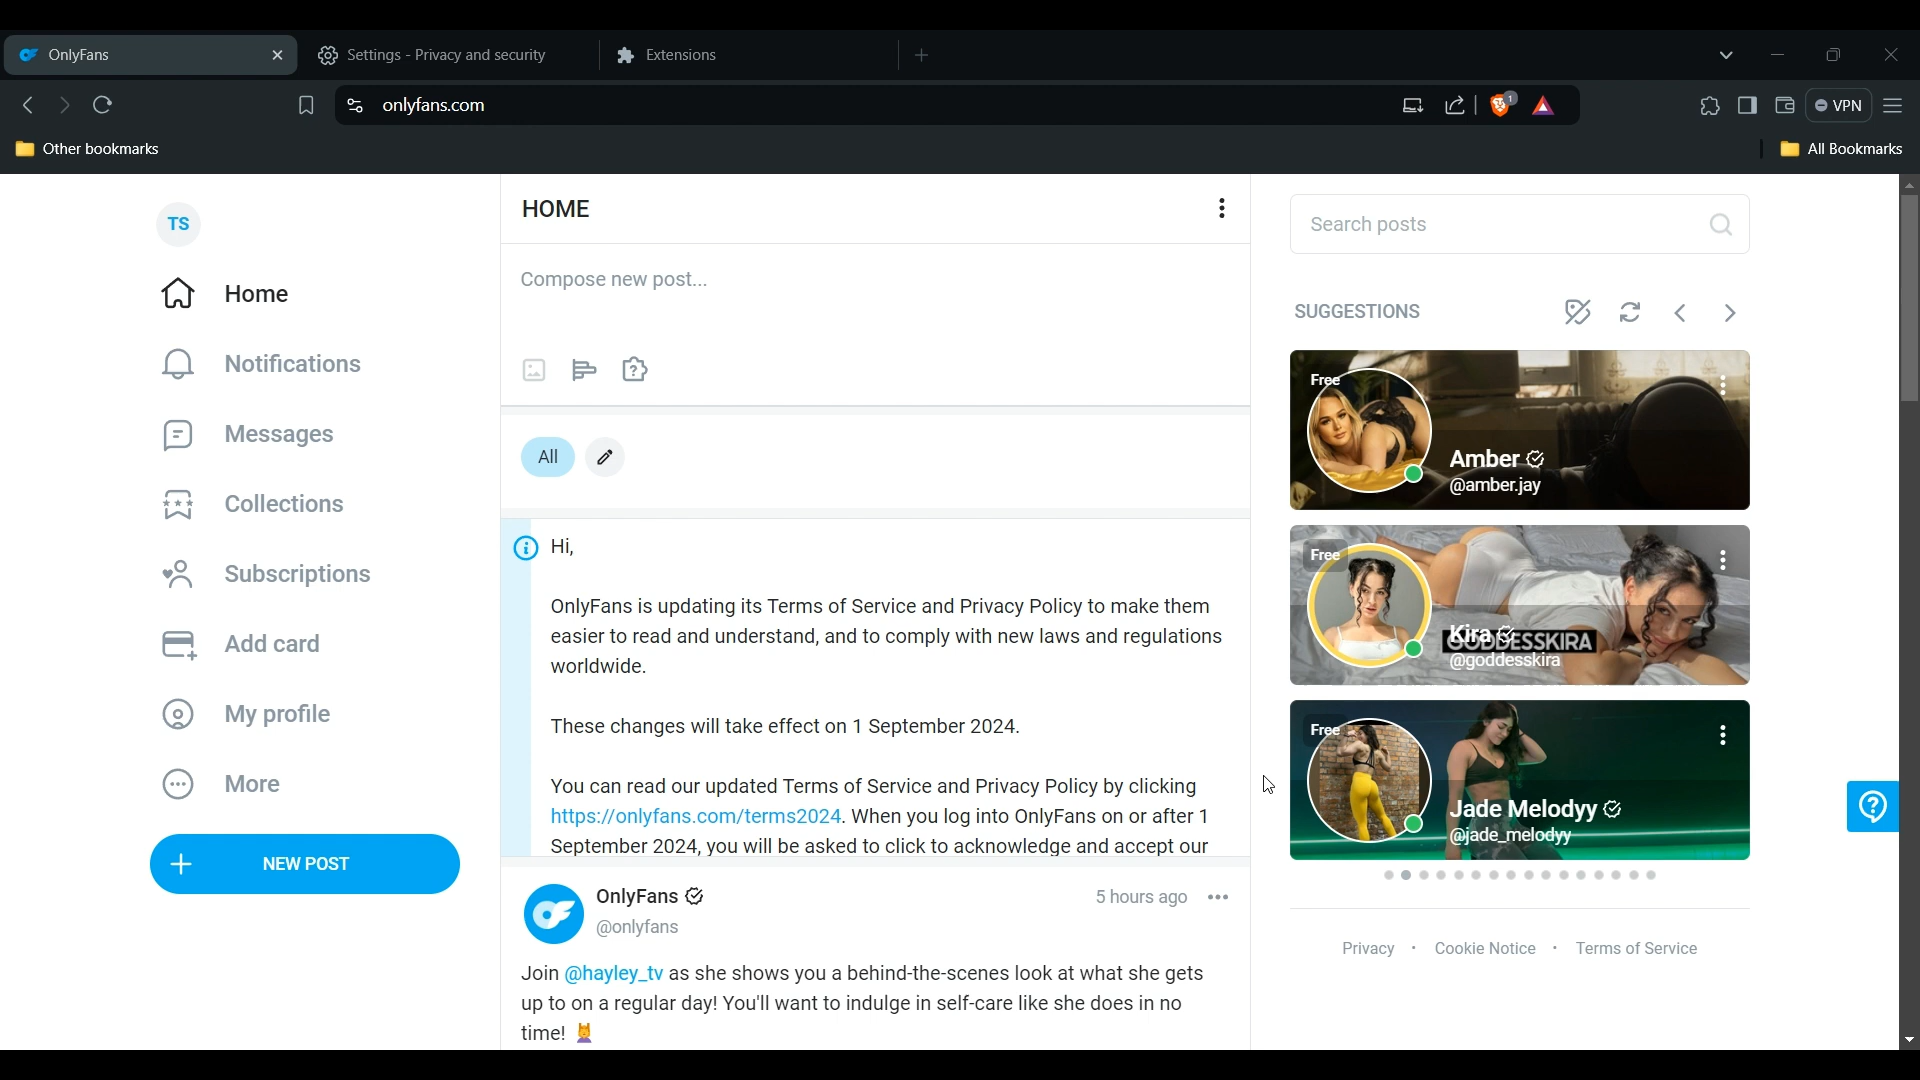 OnlyFans
Settings - Privacy and security
Extensions
onlyfans.com
1
VPN
Other bookmarks
All Bookmarks
TS
Home
Notifications
Messages
Collections
Subscriptions
Add card
My profile
More
NEW POST
HOME
Compose new post...
All
Hi,
OnlyFans is updating its Terms of Service and Privacy Policy to make them
easier to read and understand, and to comply with new laws and regulations
worldwide.
These changes will take effect on 1 September 2024.
You can read our updated Terms of Service and Privacy Policy by clicking
https://onlyfans.com/terms2024. When you log into OnlyFans on or after 1
September 2024, you will be asked to click to acknowledge and accept our
OnlyFans
5 hours ago
@onlyfans
Join @hayley_tv as she shows you a behind-the-scenes look at what she gets
up to on a regular day! You'll want to indulge in self-care like she does in no
time!
Search posts
SUGGESTIONS
Free
Amber
@amber.jay
Free
Kira
GODDESSKIRA
@goddesskira
Free
Jade Melodyy
@jade_melodyy
Privacy · Cookie Notice · Terms of Service